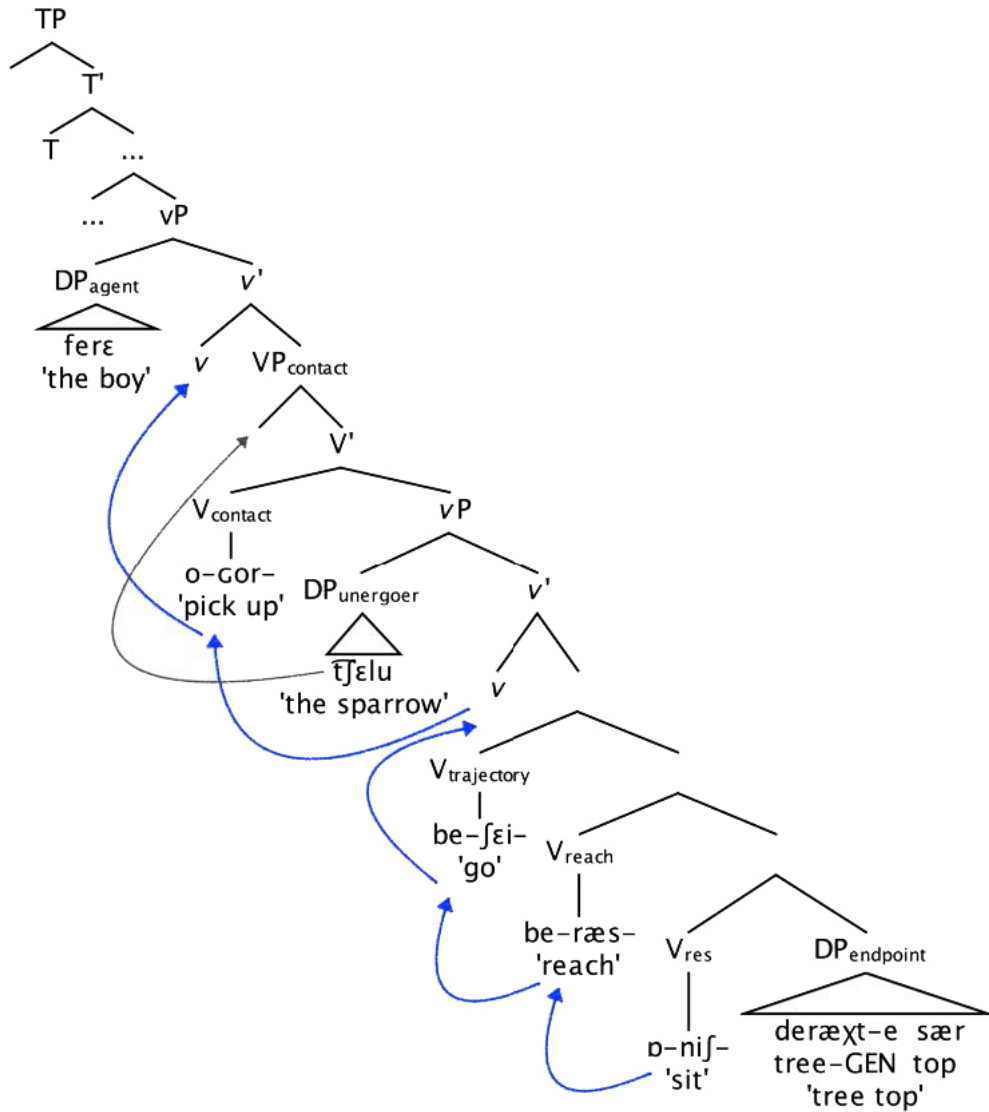 TP
T'
T ...
... vP
DPagent v'
ferɛ
'the boy'
v VPcontact
V'
Vcontact vP
o-ɢor-
'pick up'
DPunergoer v'
t͡ʃɛlu
'the sparrow'
v
Vtrajectory
be-ʃɛi-
'go'
Vreach
be-ræs-
'reach'
Vres DPendpoint
ɒ-niʃ-
'sit'
deræχt-e sær
tree-GEN top
'tree top'